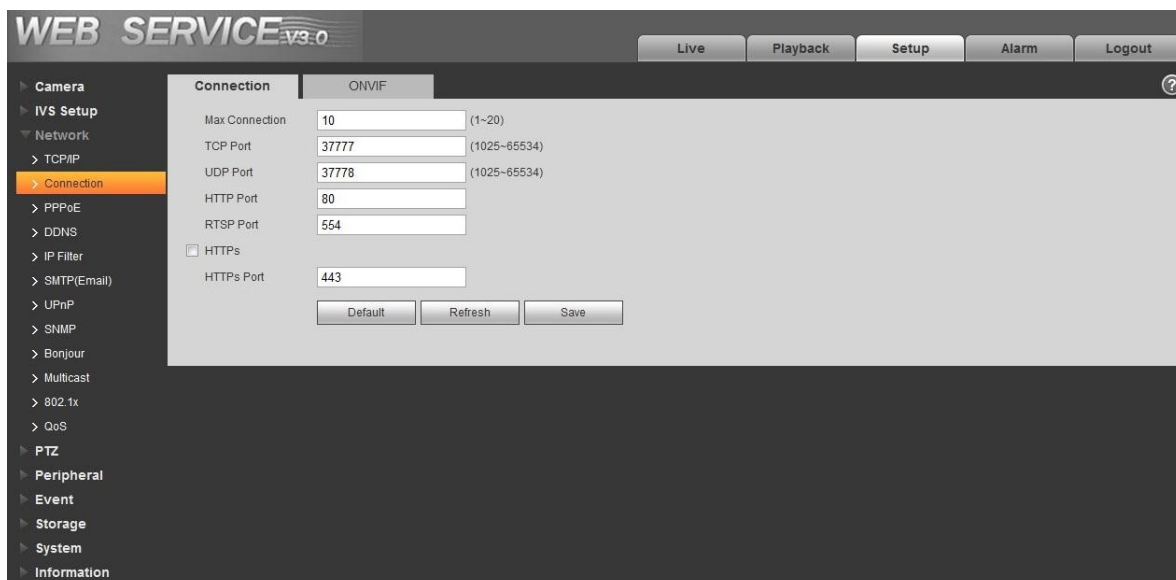 WEB SERVICE V3.0
Live Playback Setup Alarm Logout
Camera
IVS Setup
Network
TCP/IP
Connection
PPPoE
DDNS
IP Filter
SMTP(Email)
UPnP
SNMP
Bonjour
Multicast
802.1x
QoS
PTZ
Peripheral
Event
Storage
System
Information
Connection ONVIF ?
Max Connection 10 (1~20)
TCP Port 37777 (1025~65534)
UDP Port 37778 (1025~65534)
HTTP Port 80
RTSP Port 554
HTTPs
HTTPs Port 443
Default Refresh Save